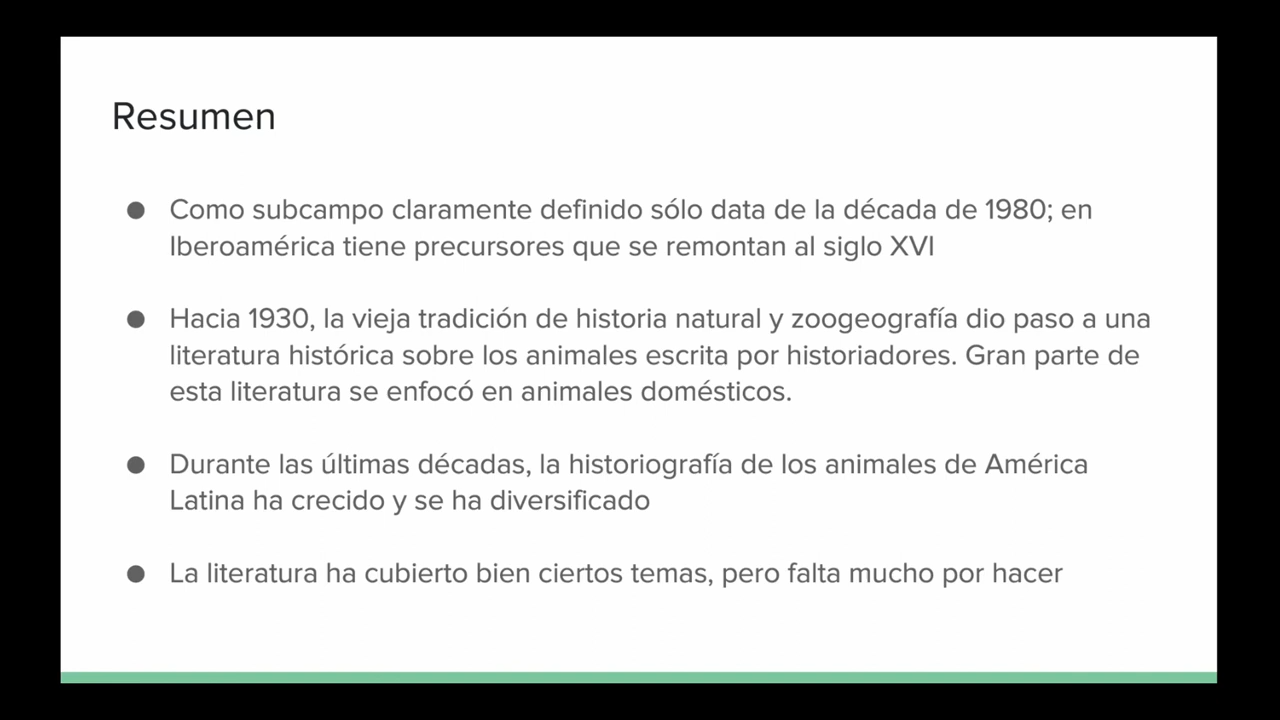 Resumen
● Como subcampo claramente definido sólo data de la década de 1980; en
Iberoamérica tiene precursores que se remontan al siglo XVI
● Hacia 1930, la vieja tradición de historia natural y zoogeografía dio paso a una
literatura histórica sobre los animales escrita por historiadores. Gran parte de
esta literatura se enfocó en animales domésticos.
● Durante las últimas décadas, la historiografía de los animales de América
Latina ha crecido y se ha diversificado
● La literatura ha cubierto bien ciertos temas, pero falta mucho por hacer